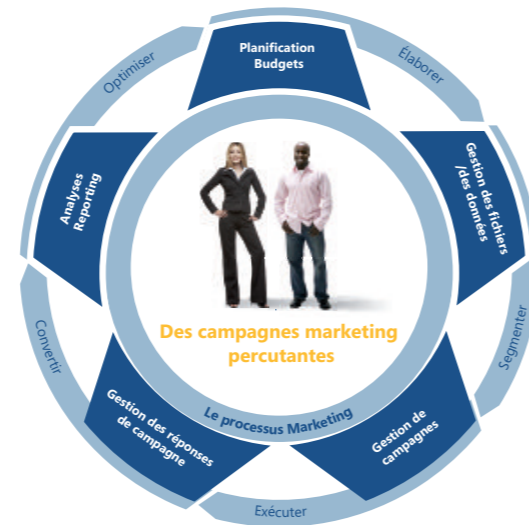 Planification
Budgets
Élaborer
Gestion des fichiers
/des données
Segmenter
Gestion de
campagnes
Exécuter
Gestion des réponses
de campagne
Convertir
Analyses
Reporting
Optimiser
Des campagnes marketing
percutantes
Le processus Marketing